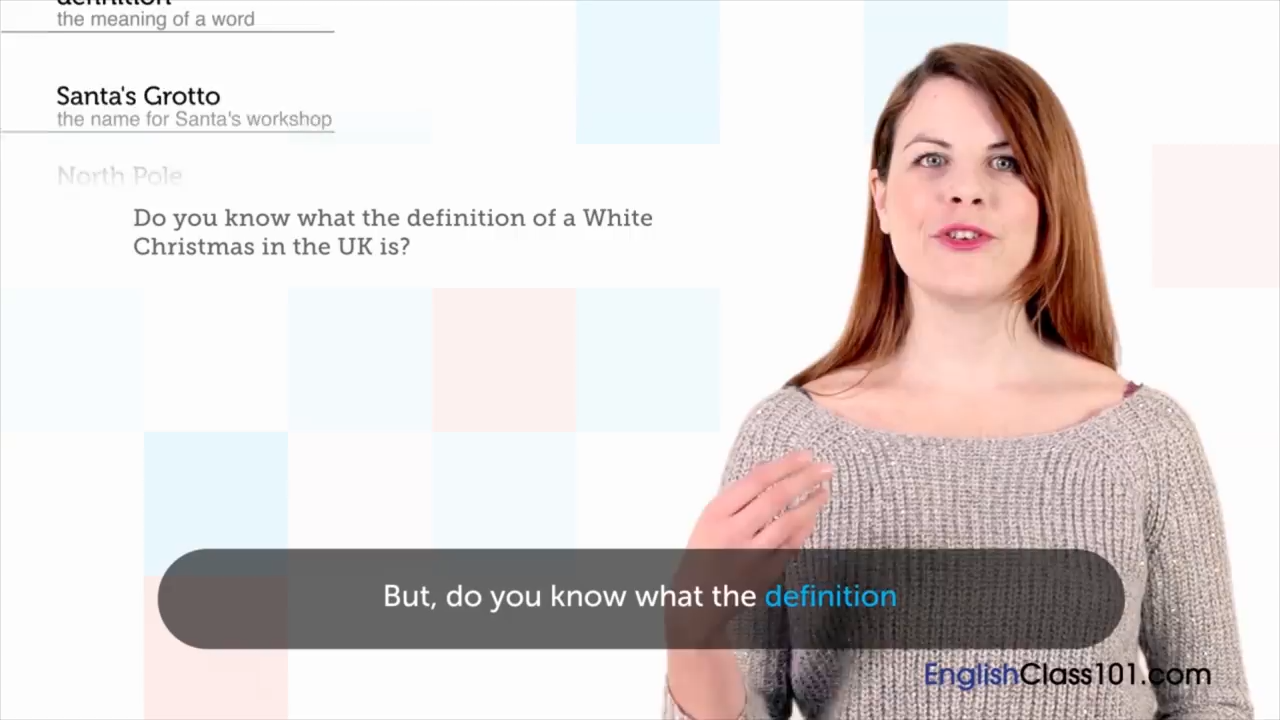 definition
the meaning of a word
Santa's Grotto
the name for Santa's workshop
North Pole
Do you know what the definition of a White
Christmas in the UK is?
But, do you know what the definition
EnglishClass101.com